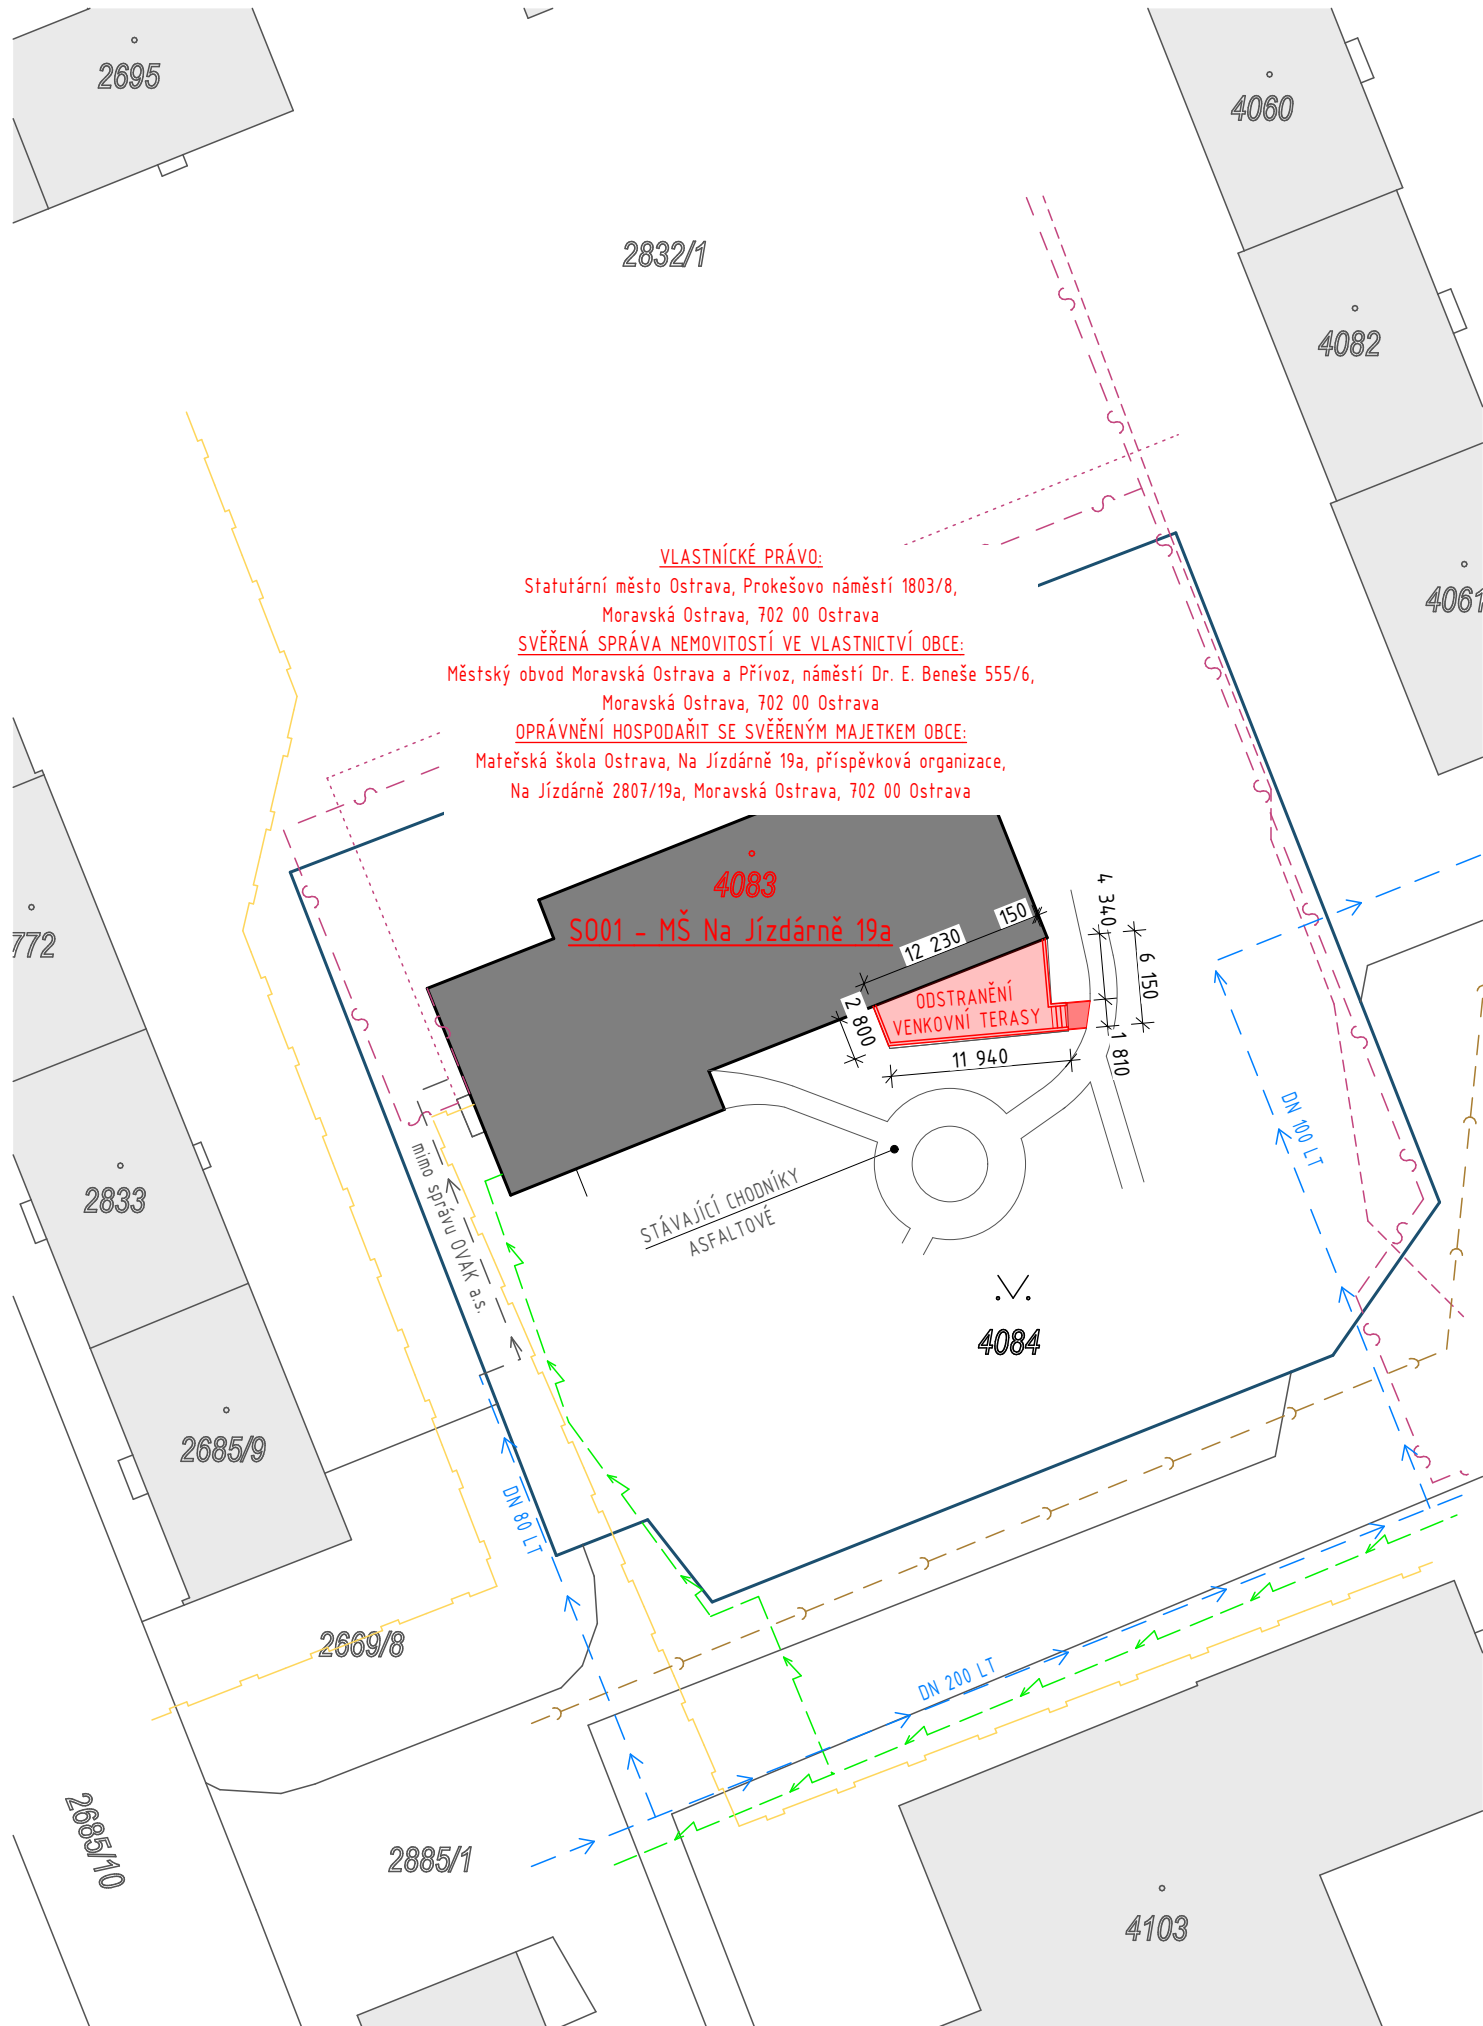 2695
4060
2832/1
4082
VLASTNÍCKÉ PRÁVO:
Statutární město Ostrava, Prokešovo náměstí 1803/8,
Moravská Ostrava, 702 00 Ostrava
SVĚŘENÁ SPRÁVA NEMOVITOSTÍ VE VLASTNICTVÍ OBCE:
Městský obvod Moravská Ostrava a Přívoz, náměstí Dr. E. Beneše 555/6,
Moravská Ostrava, 702 00 Ostrava
OPRÁVNĚNÍ HOSPODAŘIT SE SVĚŘENÝM MAJETKEM OBCE:
Mateřská škola Ostrava, Na Jízdárně 19a, příspěvková organizace,
Na Jízdárně 2807/19a, Moravská Ostrava, 702 00 Ostrava
4061
4083
SO01 - MŠ Na Jízdárně 19a
772
150
12 230
4 340
6 150
2 800
ODSTRANĚNÍ
VENKOVNÍ TERASY
11 940
1 810
DN 100 LT
mimo správu OVAK a.s.
2833
STÁVAJÍCÍ CHODNÍKY
ASFALTOVÉ
4084
2685/9
DN 80 LT
2669/8
DN 200 LT
2685/10
2885/1
4103